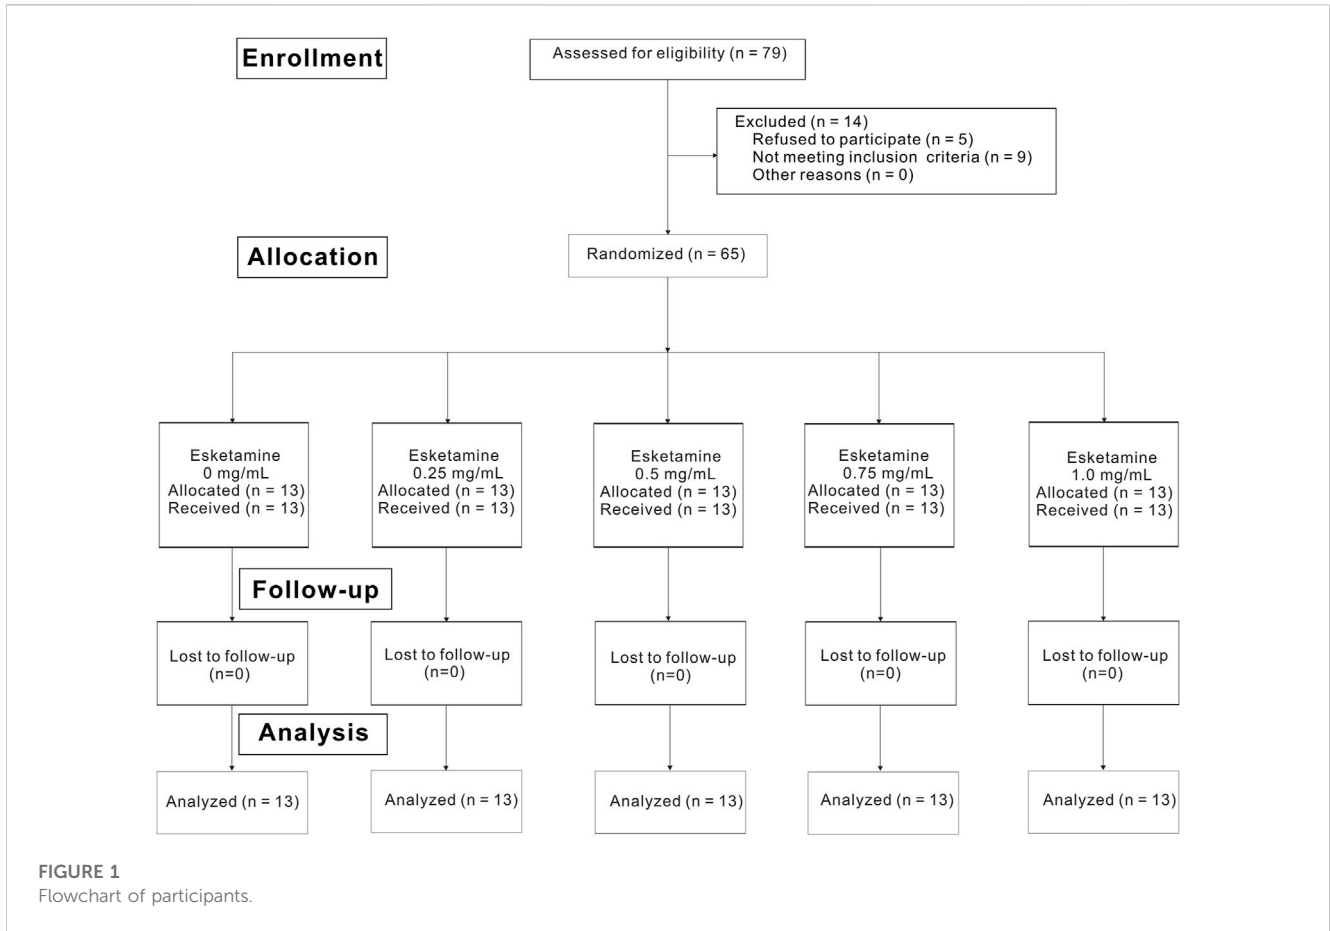 Enrollment
Assessed for eligibility (n = 79)
Excluded (n = 14)
Refused to participate (n = 5)
Not meeting inclusion criteria (n = 9)
Other reasons (n = 0)
Allocation
Randomized (n = 65)
Esketamine
0 mg/mL
Allocated (n = 13)
Received (n = 13)
Esketamine
0.25 mg/mL
Allocated (n = 13)
Received (n = 13)
Esketamine
0.5 mg/mL
Allocated (n = 13)
Received (n = 13)
Esketamine
0.75 mg/mL
Allocated (n = 13)
Received (n = 13)
Esketamine
1.0 mg/mL
Allocated (n = 13)
Received (n = 13)
Follow-up
Lost to follow-up
(n=0)
Lost to follow-up
(n=0)
Lost to follow-up
(n=0)
Lost to follow-up
(n=0)
Lost to follow-up
(n=0)
Analysis
Analyzed (n = 13)
Analyzed (n = 13)
Analyzed (n = 13)
Analyzed (n = 13)
Analyzed (n = 13)
FIGURE 1
Flowchart of participants.